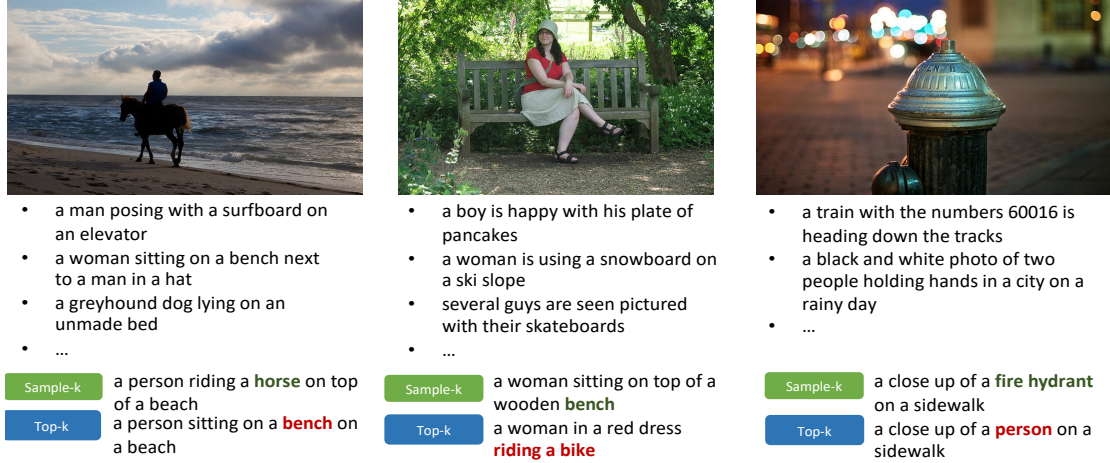 • a man posing with a surfboard on
an elevator
• a woman sitting on a bench next
to a man in a hat
• a greyhound dog lying on an
unmade bed
• ...
Sample-k a person riding a horse on top
of a beach
Top-k a person sitting on a bench on
a beach
• a boy is happy with his plate of
pancakes
• a woman is using a snowboard on
a ski slope
• several guys are seen pictured
with their skateboards
• ...
Sample-k a woman sitting on top of a
wooden bench
Top-k a woman in a red dress
riding a bike
• a train with the numbers 60016 is
heading down the tracks
• a black and white photo of two
people holding hands in a city on a
rainy day
• ...
Sample-k a close up of a fire hydrant
on a sidewalk
Top-k a close up of a person on a
sidewalk